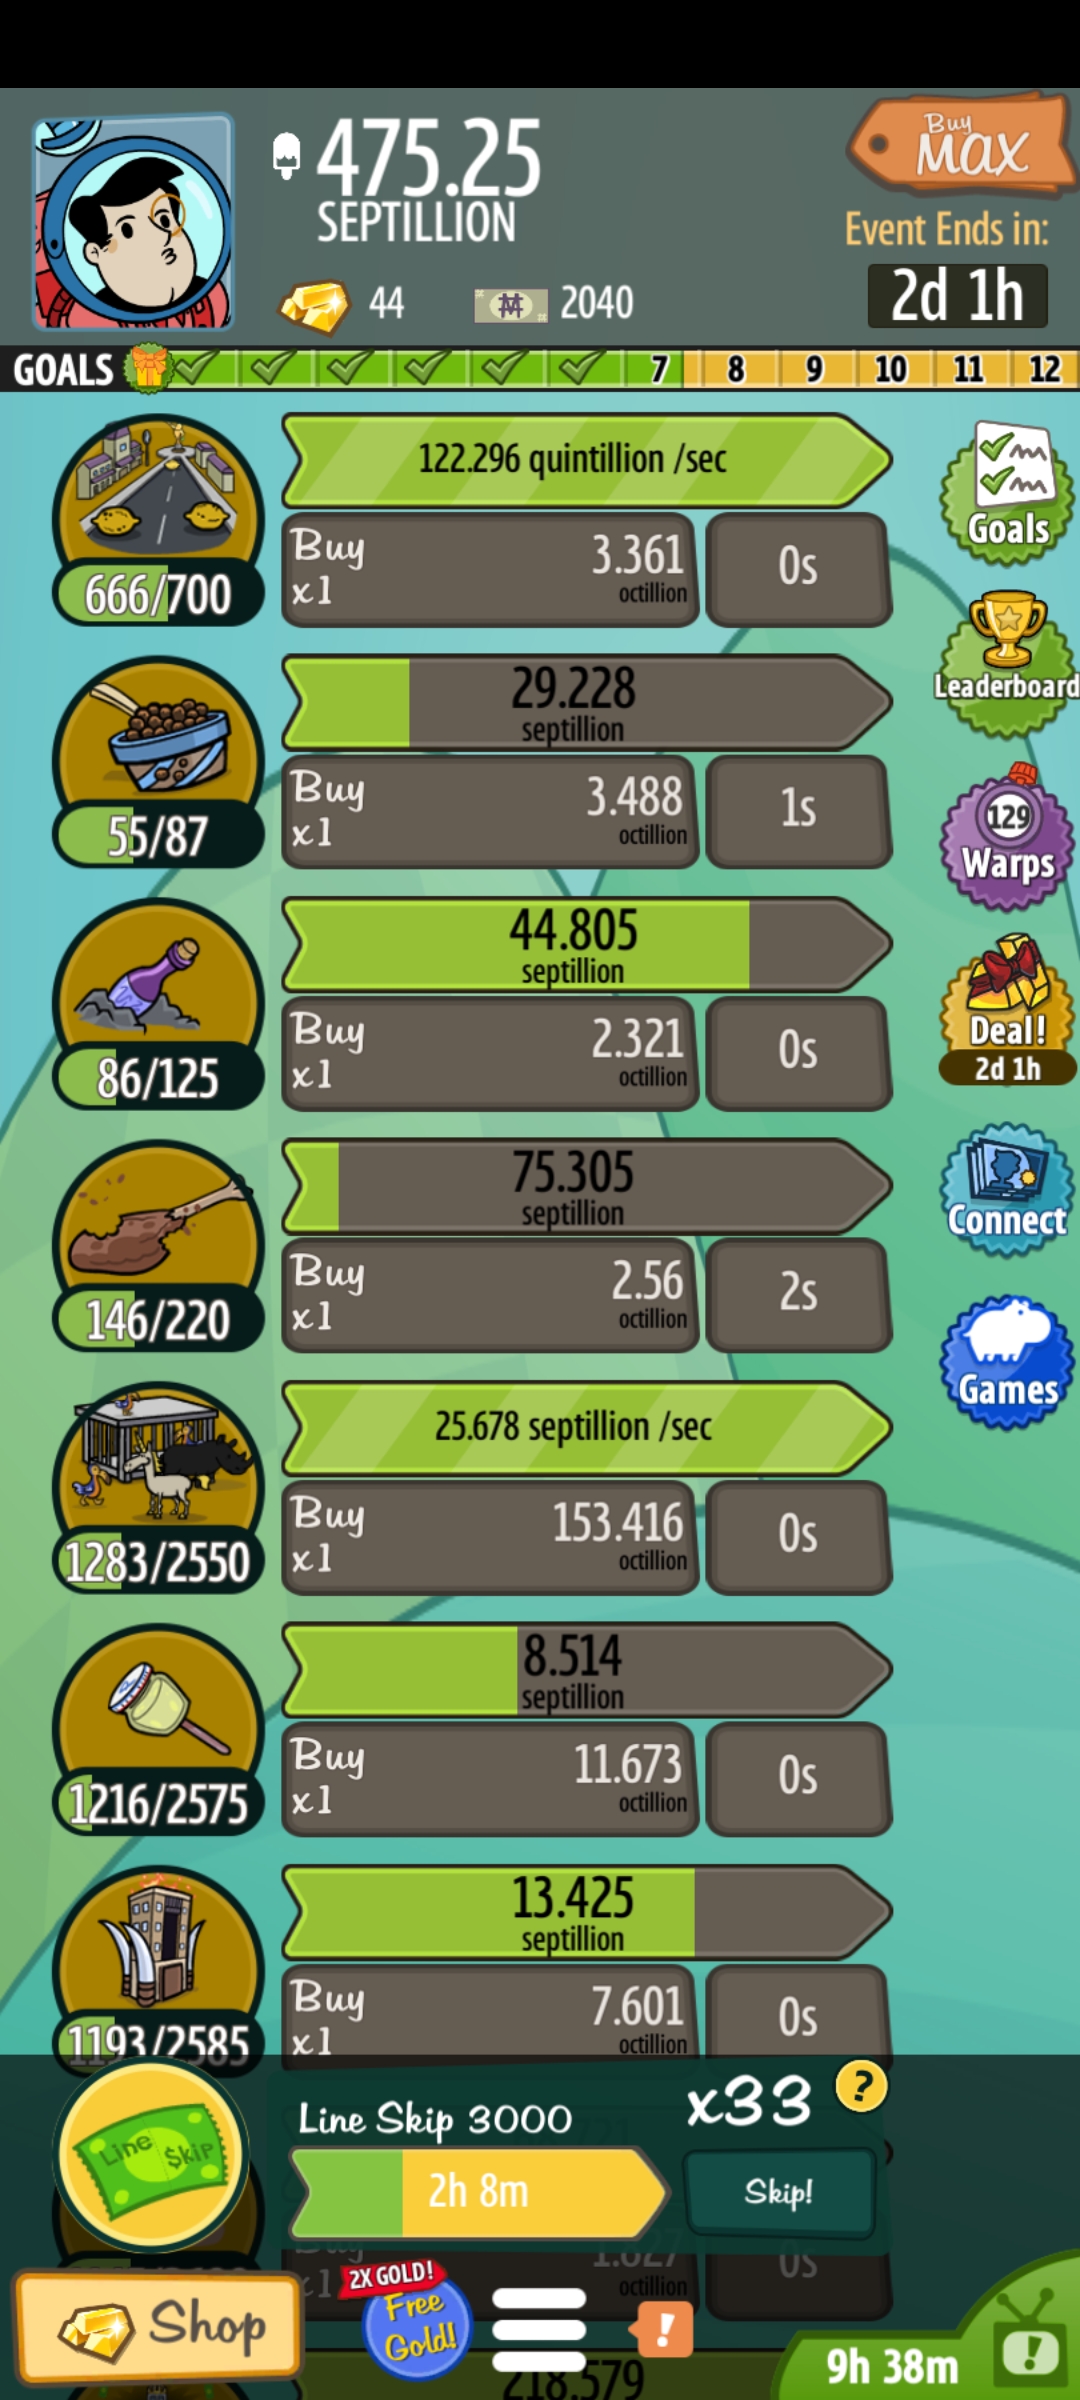 475.25
SEPTILLION
Buy
MAX
Event Ends in:
2d 1h
44
2040
GOALS
7
8
9
10
11
12
122.296 quintillion /sec
666/700
Buy
x1
3.361
octillion
0s
Goals
29.228
septillion
55/87
Buy
x1
3.488
octillion
1s
Leaderboard
129
Warps
44.805
septillion
86/125
Buy
x1
2.321
octillion
0s
Deal!
2d 1h
75.305
septillion
146/220
Buy
x1
2.56
octillion
2s
Connect
25.678 septillion /sec
1283/2550
Buy
x1
153.416
octillion
0s
Games
8.514
septillion
1216/2575
Buy
x1
11.673
octillion
0s
13.425
septillion
1193/2585
Buy
x1
7.601
octillion
0s
Line $kip
Line Skip 3000
x33
?
2h 8m
Skip!
Buy
x1
1.827
octillion
0s
Shop
2X GOLD!
Free
Gold!
!
9h 38m
!
218.579